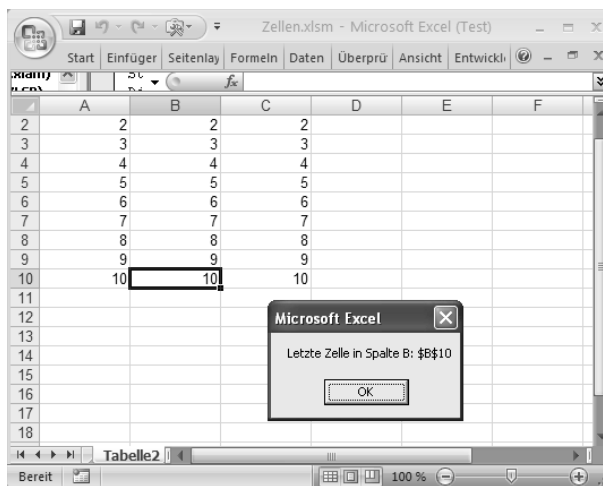 Zellen.xlsm - Microsoft Excel (Test)
Start Einfüger Seitenlay Formeln Daten Überprür Ansicht Entwickl
fx
A B C D E F
2 2 2 2
3 3 3 3
4 4 4 4
5 5 5 5
6 6 6 6
7 7 7 7
8 8 8 8
9 9 9 9
10 10 10 10
11
12
13
14
15
16
17
18
Microsoft Excel
Letzte Zelle in Spalte B: $B$10
OK
Tabelle2
Bereit 100 %